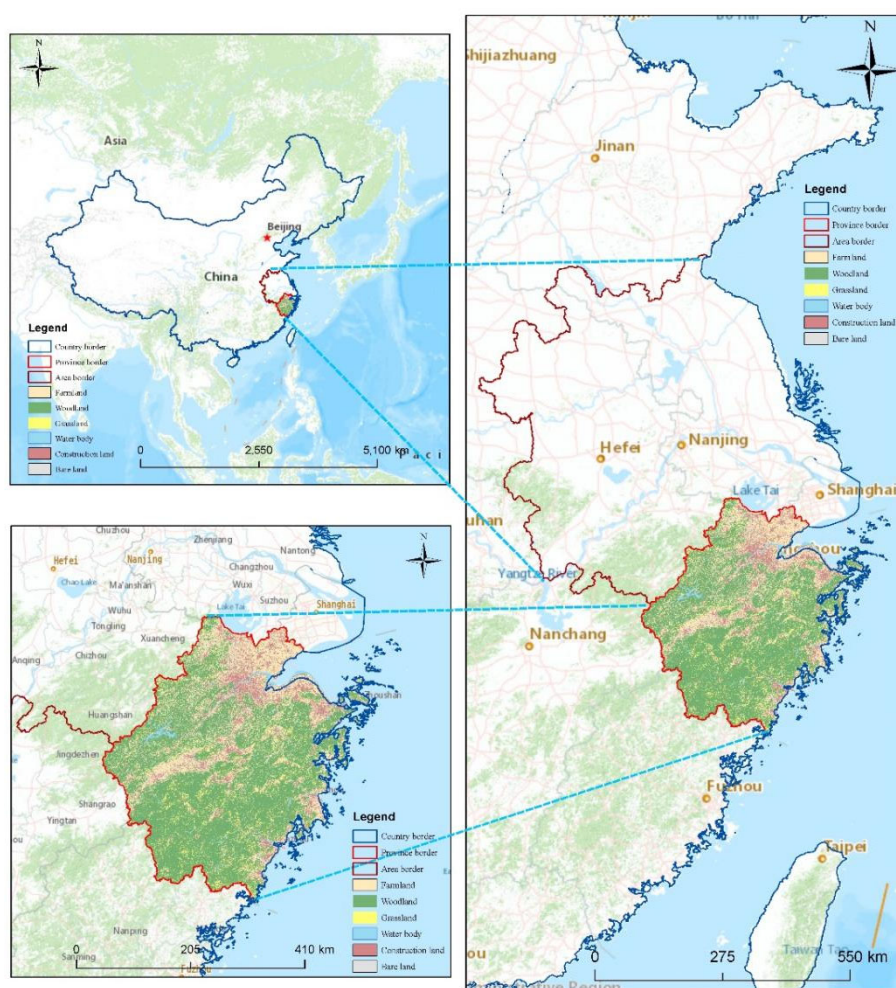 N
Asia
Beijing
China
Legend
Country border
Province border
Area border
Farmland
Woodland
Grassland
Water body
Construction land
Bare land
0
2,550
5,100 km
P a c i
N
Shijiazhuang
Jinan
Legend
Country border
Province border
Area border
Farmland
Woodland
Grassland
Water body
Construction land
Bare land
Hefei
Nanjing
Lake Tai
Shanghai
Yangtze River
Nanchang
Fuzhou
Taipei
0
275
550 km
N
Chuzhou
Zhenjiang
Nantong
Hefei
Nanjing
Changzhou
Chao Lake
Ma'anshan
Wuxi
Suzhou
Wuhu
Lake Tai
Shanghai
Tongling
Xuancheng
Chizhou
Anqing
Huangshan
Jingdezhen
Shangrao
Yingtan
Legend
Country border
Province border
Area border
Farmland
Woodland
Grassland
Water body
Construction land
Bare land
Nanping
0
205
410 km
Sanming
Fuzhou